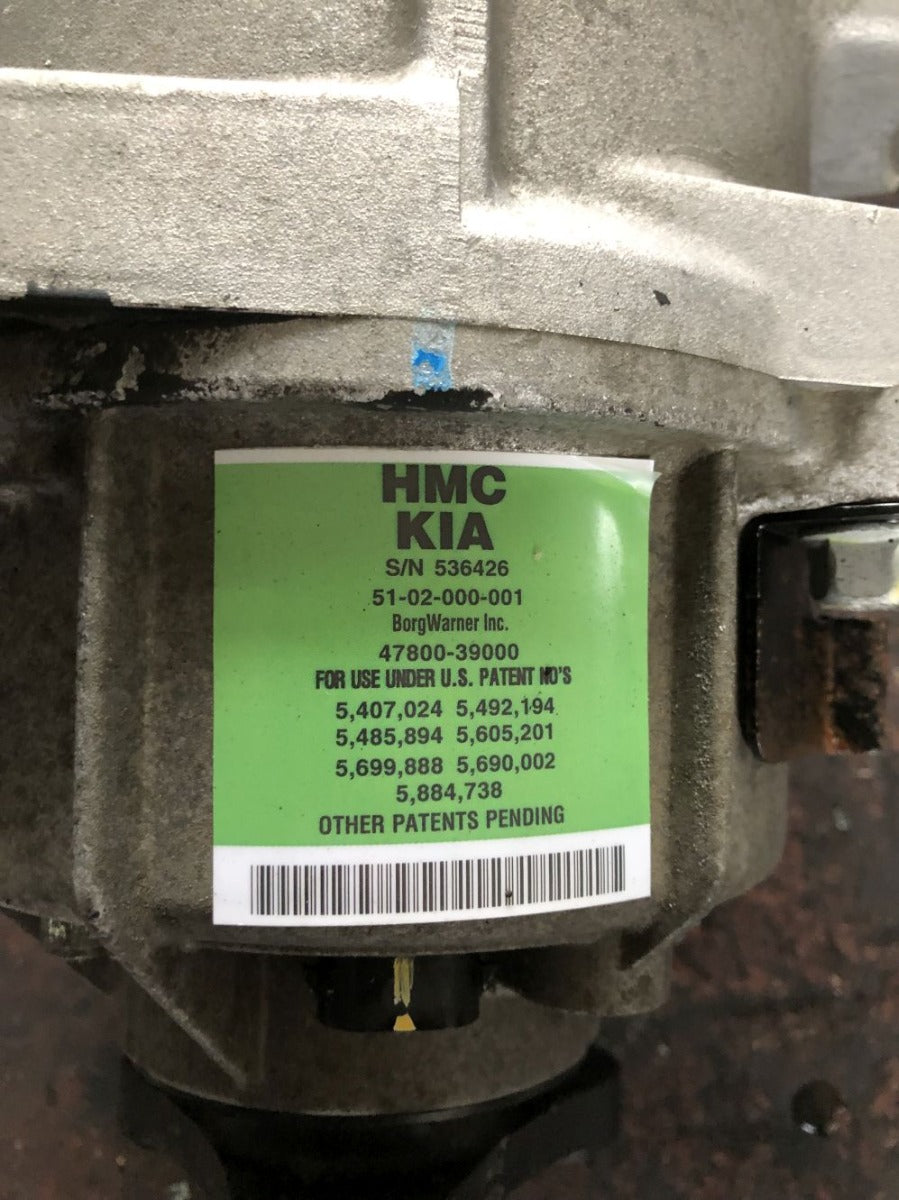 HMC
KIA
S/N 536426
51-02-000-001
BorgWarner Inc.
47800-39000
FOR USE UNDER U.S. PATENT NO'S
5,407,024 5,492,194
5,485,894 5,605,201
5,699,888 5,690,002
5,884,738
OTHER PATENTS PENDING